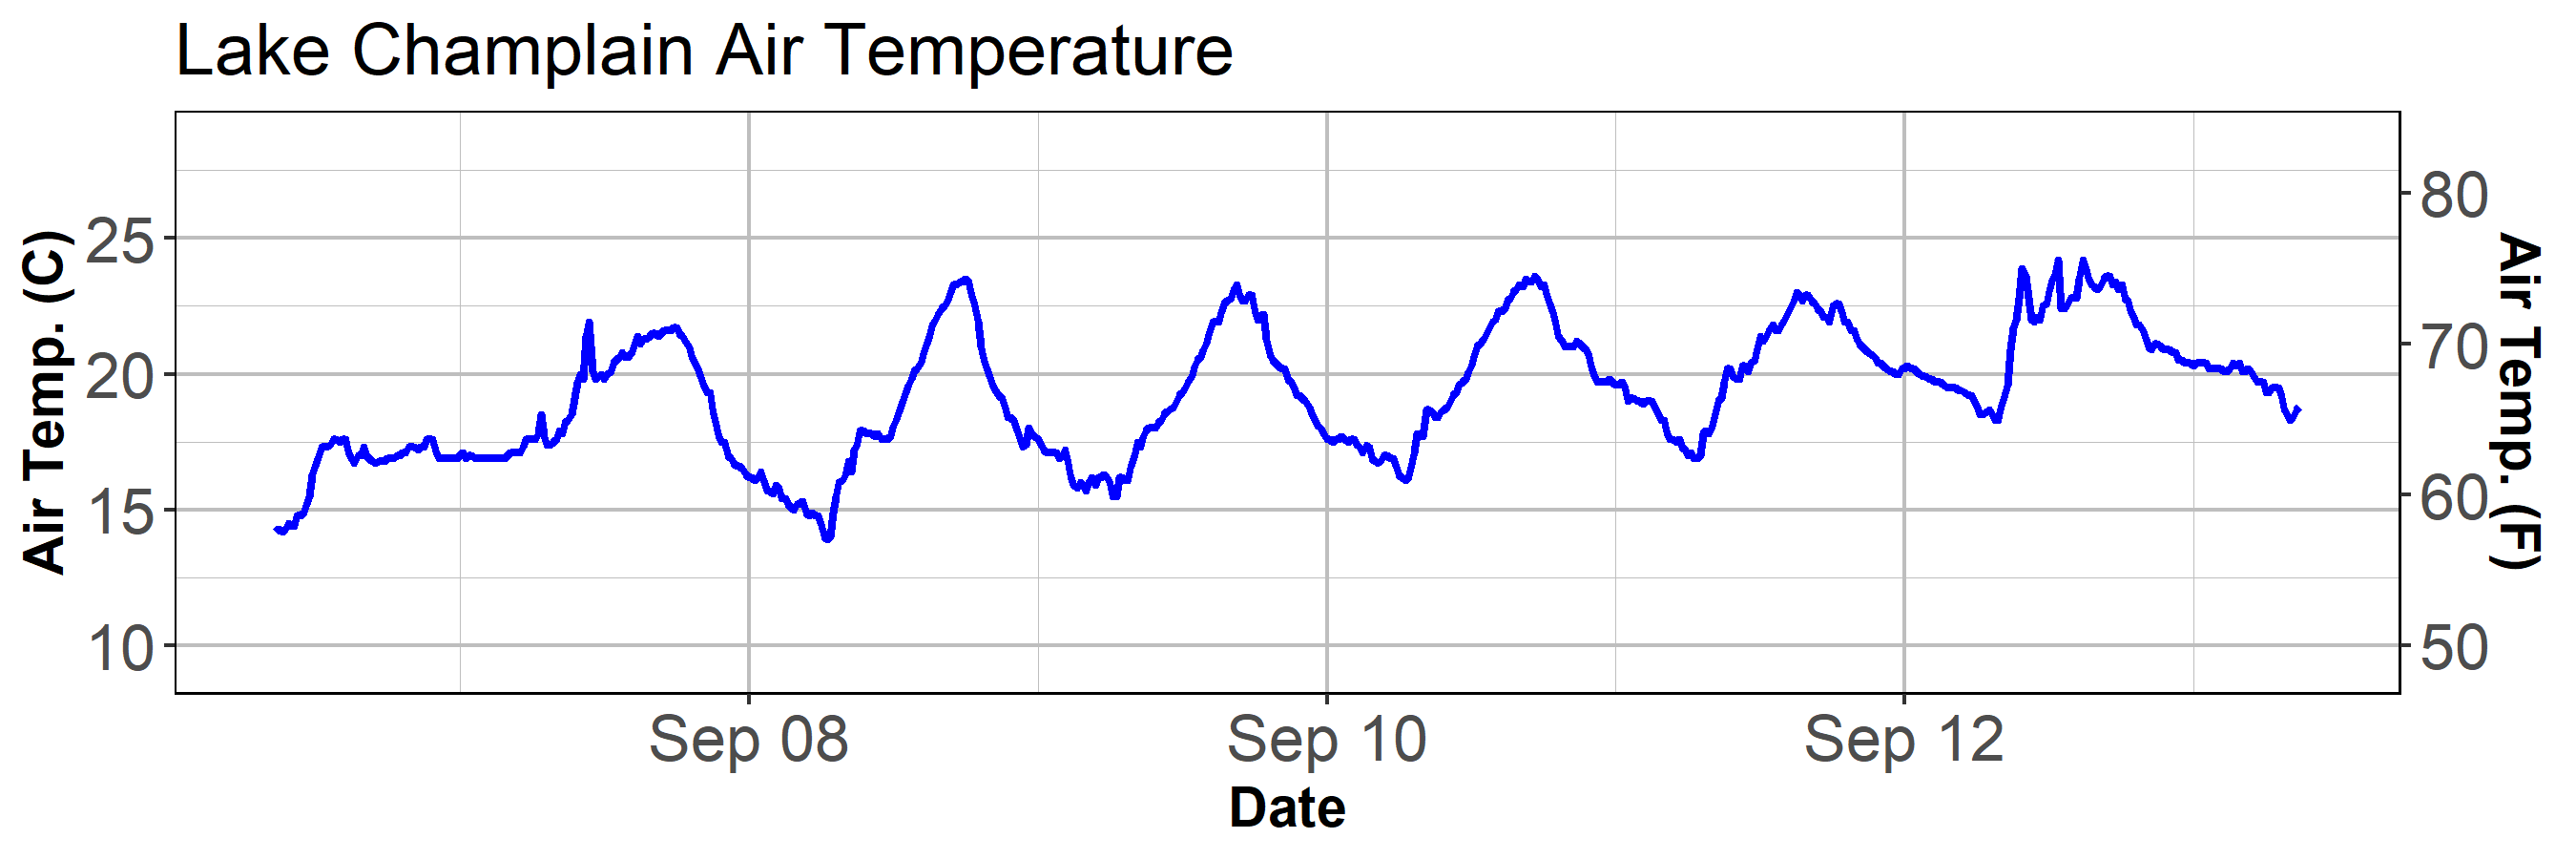 Lake Champlain Air Temperature
Air Temp. (C)
25
20
15
10
80
70
60
50
Air Temp. (F)
Sep 08
Sep 10
Sep 12
Date